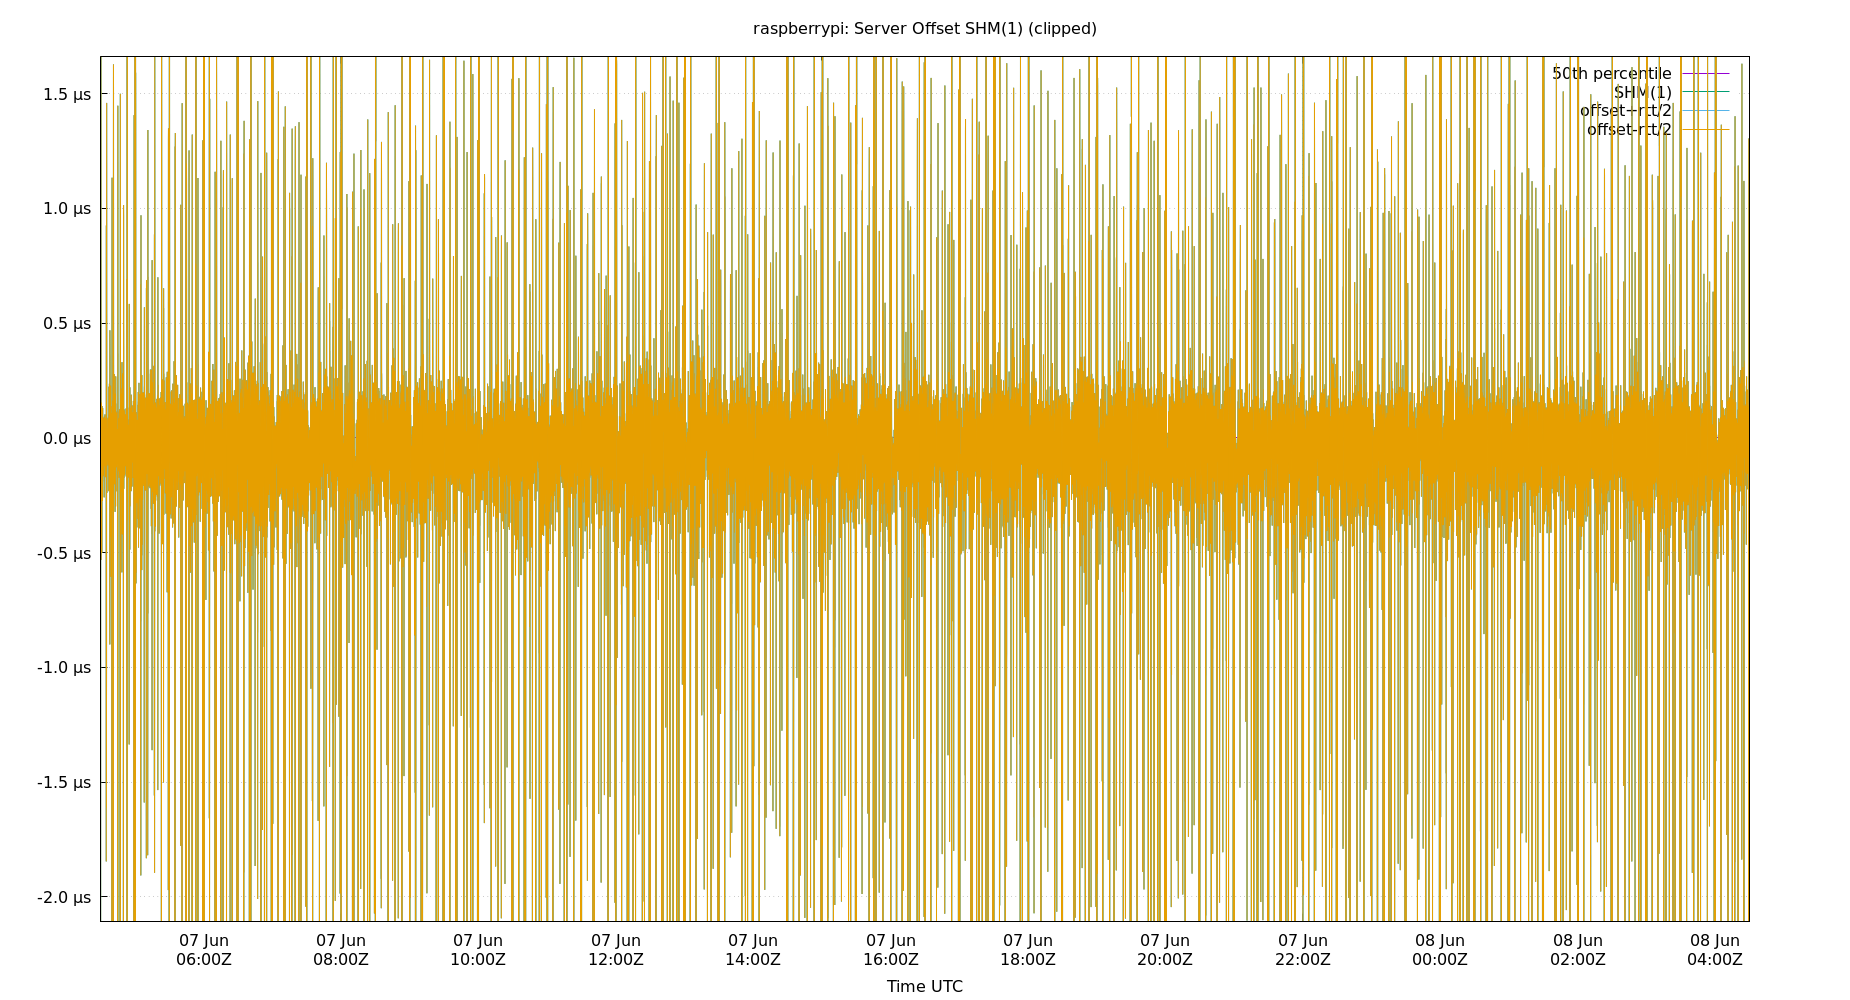 raspberrypi: Server Offset SHM(1) (clipped)
50th percentile
SHM(1)
offset+rtt/2
offset-rtt/2
1.5 µs
1.0 µs
0.5 µs
0.0 µs
-0.5 µs
-1.0 µs
-1.5 µs
-2.0 µs
07 Jun 07 Jun 07 Jun 07 Jun 07 Jun 07 Jun 07 Jun 07 Jun 07 Jun 08 Jun 08 Jun 08 Jun
06:00Z 08:00Z 10:00Z 12:00Z 14:00Z 16:00Z 18:00Z 20:00Z 22:00Z 00:00Z 02:00Z 04:00Z
Time UTC